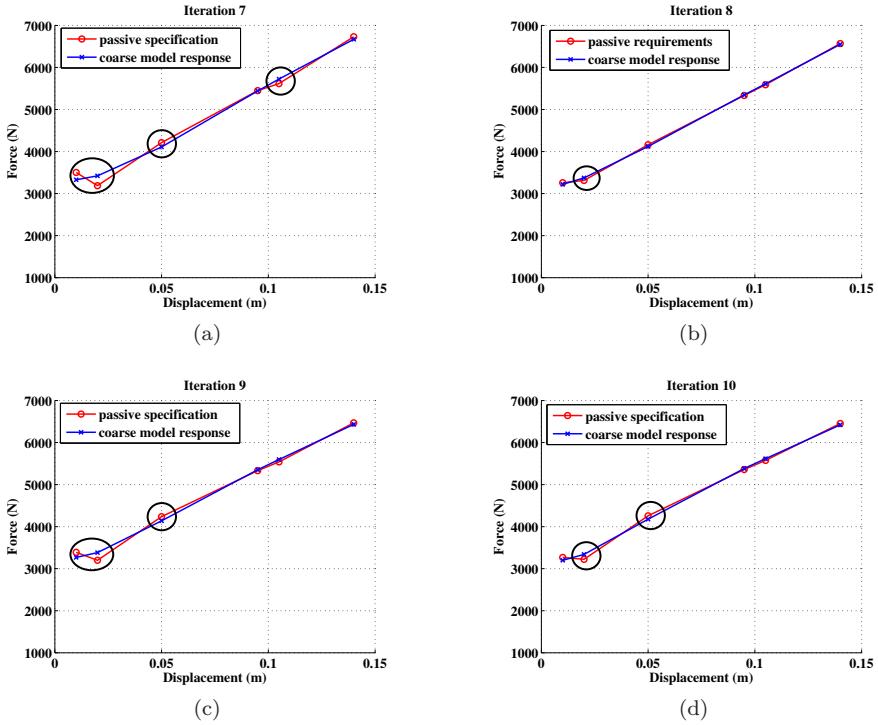 Iteration 7
passive specification
coarse model response
7000
6000
5000
4000
3000
2000
1000
Force (N)
0
0.05
0.1
0.15
Displacement (m)
(a)
Iteration 8
passive requirements
coarse model response
7000
6000
5000
4000
3000
2000
1000
Force (N)
0
0.05
0.1
0.15
Displacement (m)
(b)
Iteration 9
passive specification
coarse model response
7000
6000
5000
4000
3000
2000
1000
Force (N)
0
0.05
0.1
0.15
Displacement (m)
(c)
Iteration 10
passive specification
coarse model response
7000
6000
5000
4000
3000
2000
1000
Force (N)
0
0.05
0.1
0.15
Displacement (m)
(d)